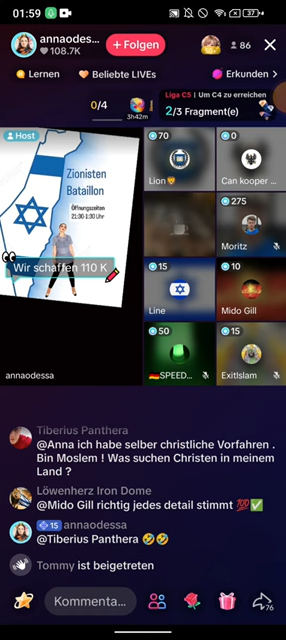 01:59
35
annaodes...
108.7K
+ Folgen
86
Lernen
Beliebte LIVEs
Erkunden
0/4
3h42m
Liga C5 | Um C4 zu erreichen
2/3 Fragment(e)
Host
Zionisten
Bataillon
Öffnungszeiten
21:00-1:00 Uhr
Wir schaffen 110 K
annaodessa
70
Lion
0
Can kooper ...
275
Moritz
15
Line
10
Mido Gill
50
SPEED...
15
ExitIslam
Tiberius Panthera
@Anna ich habe selber christliche Vorfahren .
Bin Moslem ! Was suchen Christen in meinem
Land ?
Löwenherz Iron Dome
@Mido Gill richtig jedes detail stimmt 💯✅
15 annaodessa
@Tiberius Panthera 🤣🤣
Tommy ist beigetreten
Kommenta...
76